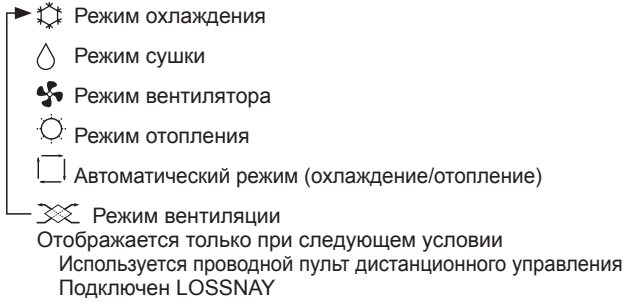 Режим охлаждения
Режим сушки
Режим вентилятора
Режим отопления
Автоматический режим (охлаждение/отопление)
Режим вентиляции
Отображается только при следующем условии
Используется проводной пульт дистанционного управления
Подключен LOSSNAY